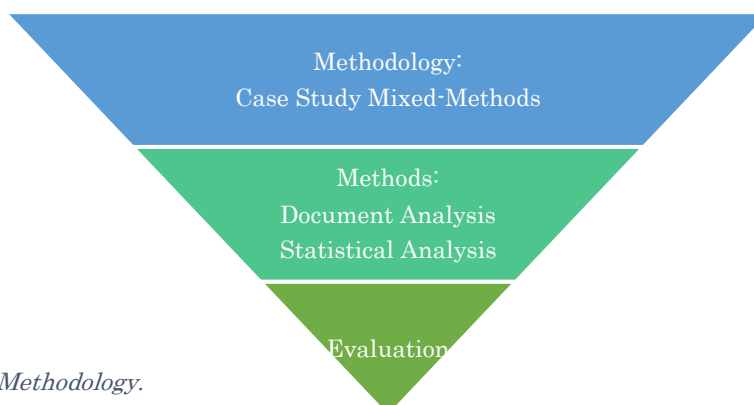 Methodology:
Case Study Mixed-Methods
Methods:
Document Analysis
Statistical Analysis
Evaluation
Methodology.